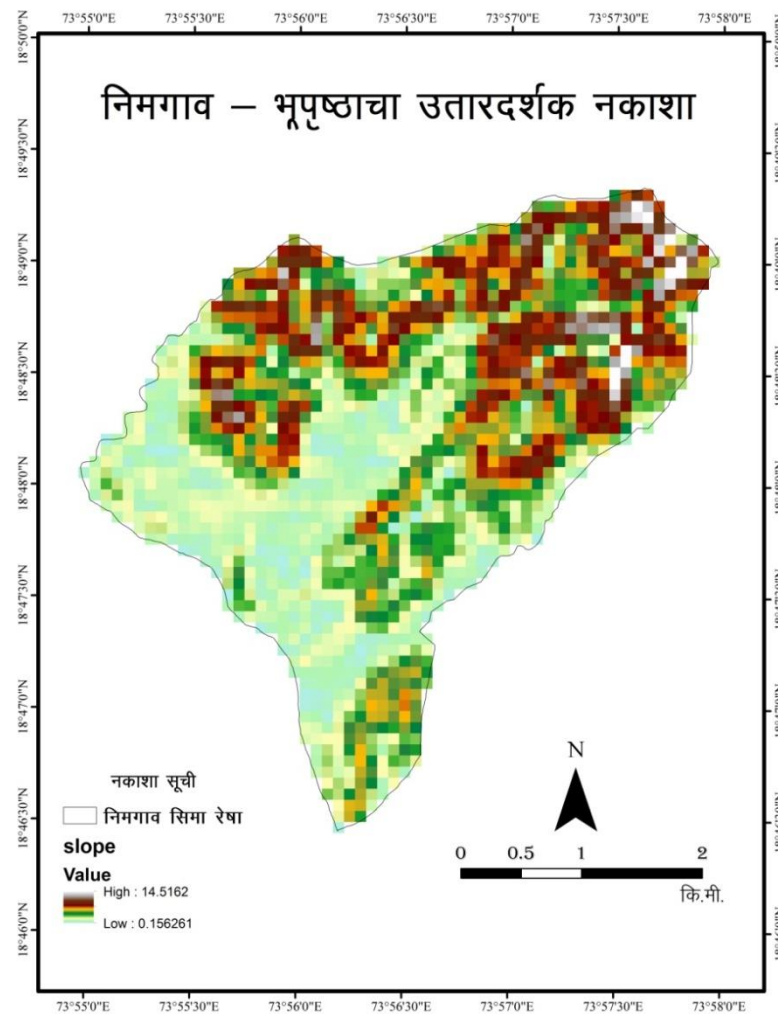 73°55'0"E 73°55'30"E 73°56'0"E 73°56'30"E 73°57'0"E 73°57'30"E 73°58'0"E
निमगाव – भूपृष्ठाचा उतारदर्शक नकाशा
18°49'30"N
18°49'0"N
18°48'30"N
18°48'0"N
18°47'30"N
18°47'0"N
18°46'30"N
18°46'0"N
नकाशा सूची
निमगाव सिमा रेषा
slope
Value
High : 14.5162
Low : 0.156261
N
0 0.5 1 2
कि.मी.
73°55'0"E 73°55'30"E 73°56'0"E 73°56'30"E 73°57'0"E 73°57'30"E 73°58'0"E